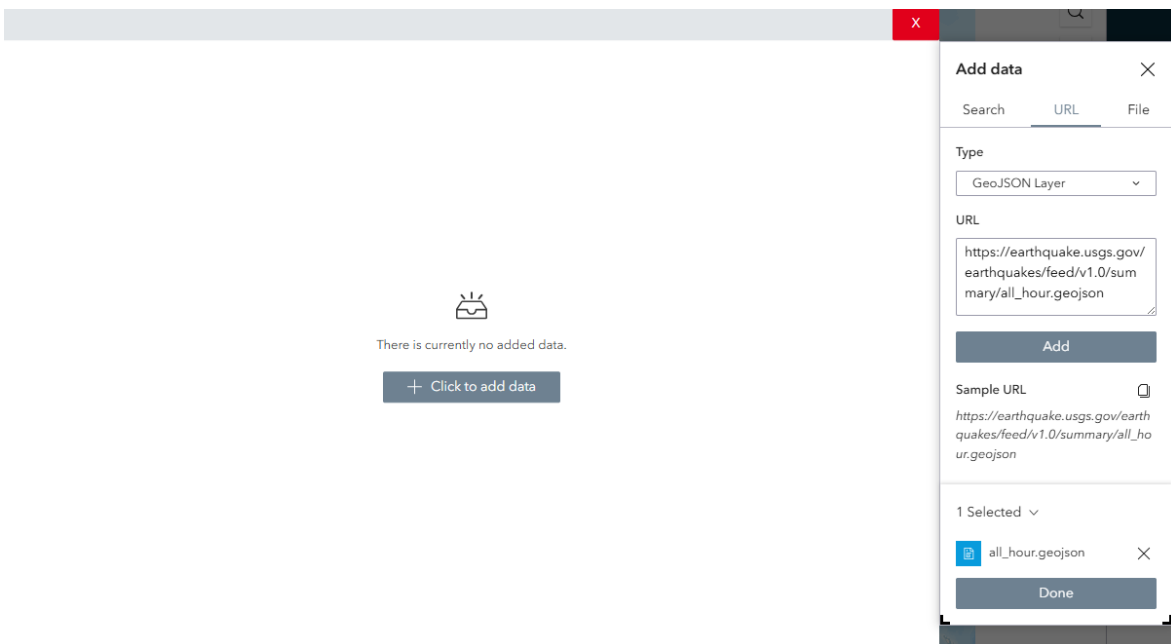 X
There is currently no added data.
Click to add data
Add data
Search URL File
Type
GeoJSON Layer
URL
https://earthquake.usgs.gov/
earthquakes/feed/v1.0/sum
mary/all_hour.geojson
Add
Sample URL
https://earthquake.usgs.gov/earth
quakes/feed/v1.0/summary/all_ho
ur.geojson
1 Selected
all_hour.geojson
Done